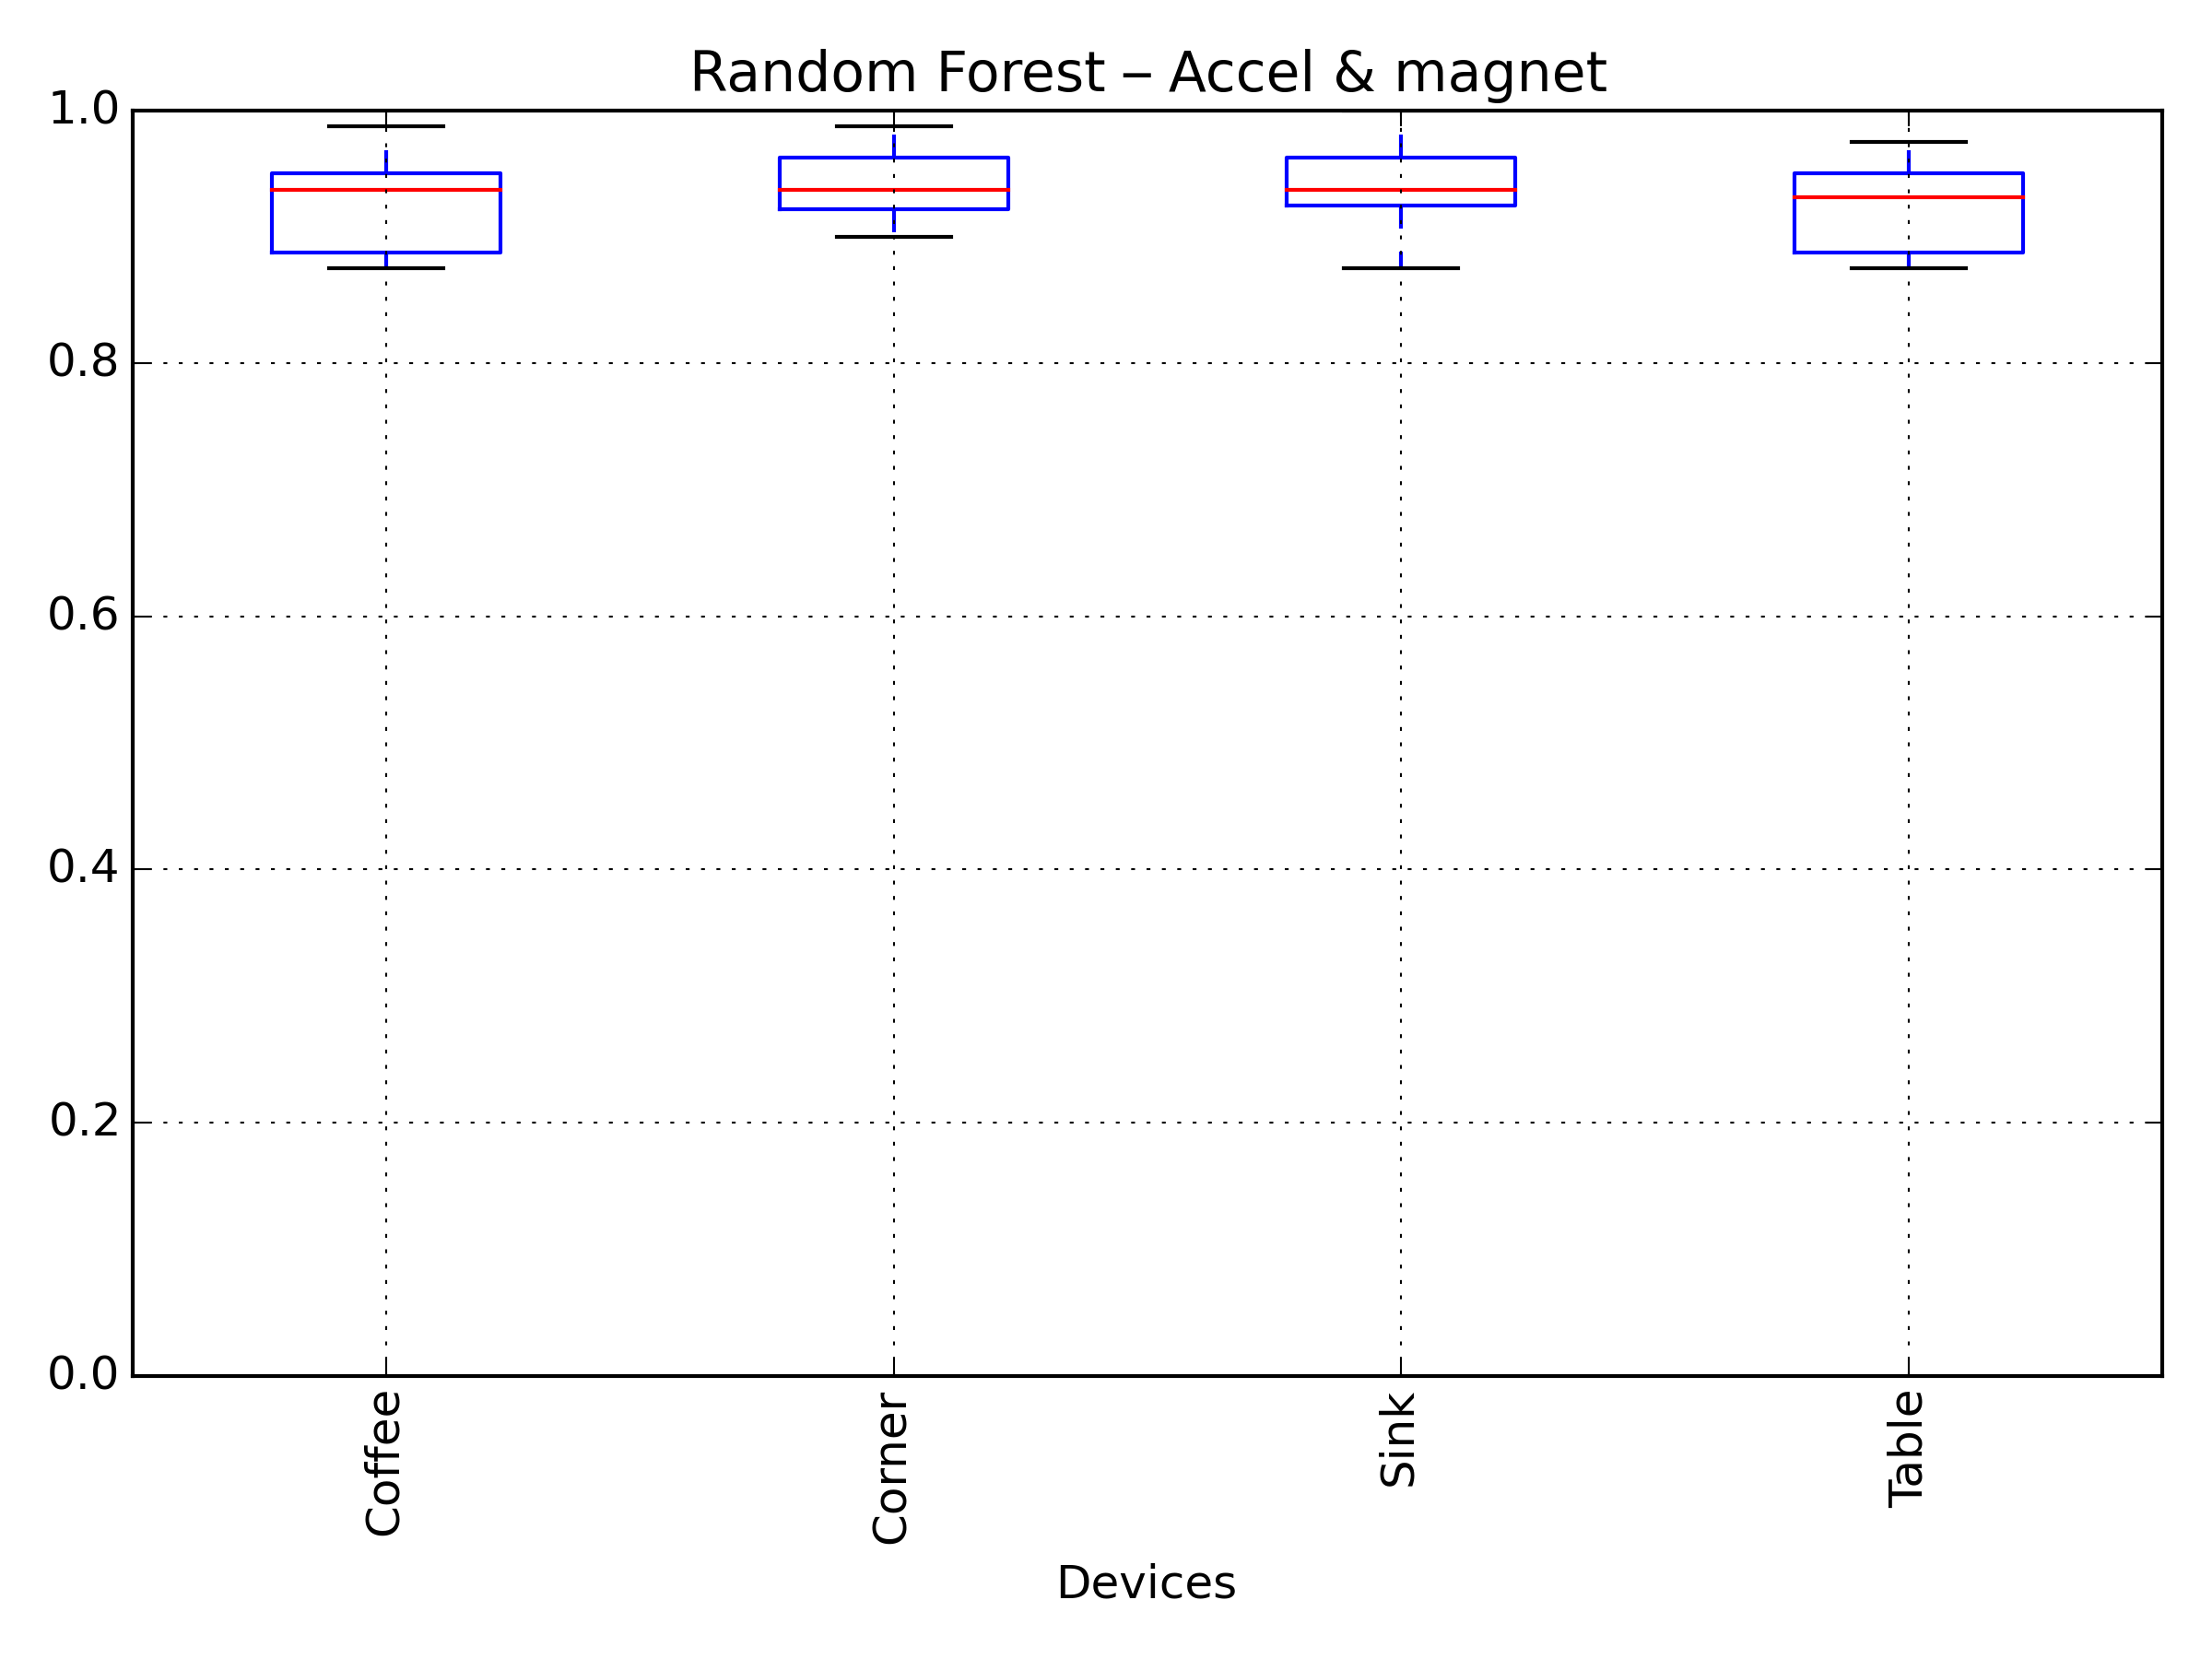 Random Forest – Accel & magnet
1.0
0.8
0.6
0.4
0.2
0.0
Coffee
Corner
Sink
Table
Devices